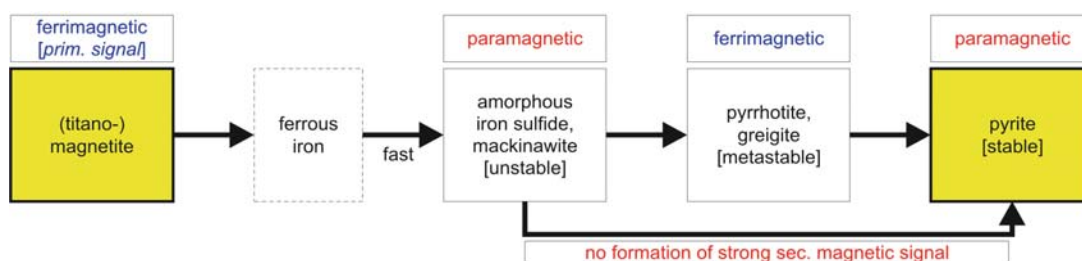 ferrimagnetic
[prim. signal]
paramagnetic
ferrimagnetic
paramagnetic
(titano-)
magnetite
ferrous
iron
fast
amorphous
iron sulfide,
mackinawite
[unstable]
pyrrhotite,
greigite
[metastable]
pyrite
[stable]
no formation of strong sec. magnetic signal